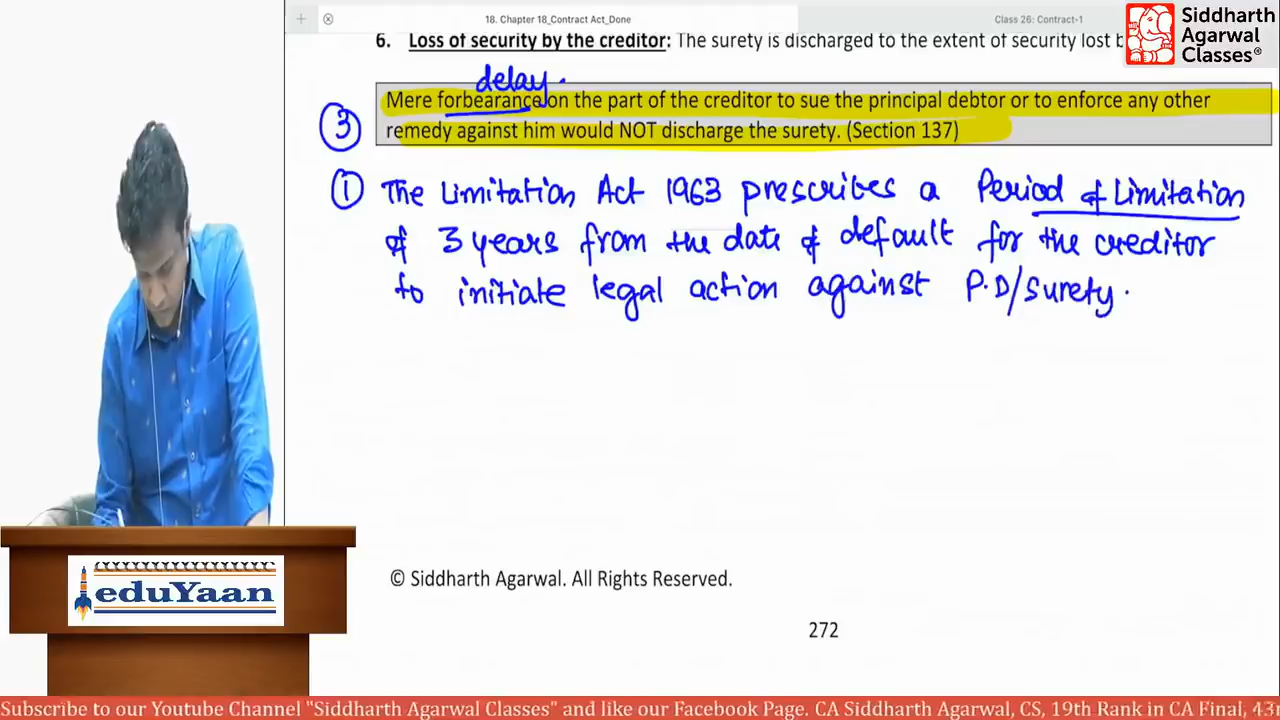 18. Chapter 18_Contract Act_Done
Class 26: Contract-1
Siddharth
Agarwal
Classes®
6. Loss of security by the creditor: The surety is discharged to the extent of security lost
delay.
Mere forbearance on the part of the creditor to sue the principal debtor or to enforce any other
③ remedy against him would NOT discharge the surety. (Section 137)
① The Limitation Act 1963 prescribes a Period of Limitation
of 3 years from the date of default for the creditor
to initiate legal action against P.D/surety.
© Siddharth Agarwal. All Rights Reserved.
272
eduYaan
Subscribe to our Youtube Channel "Siddharth Agarwal Classes" and like our Facebook Page. CA Siddharth Agarwal, CS, 19th Rank in CA Final, 43